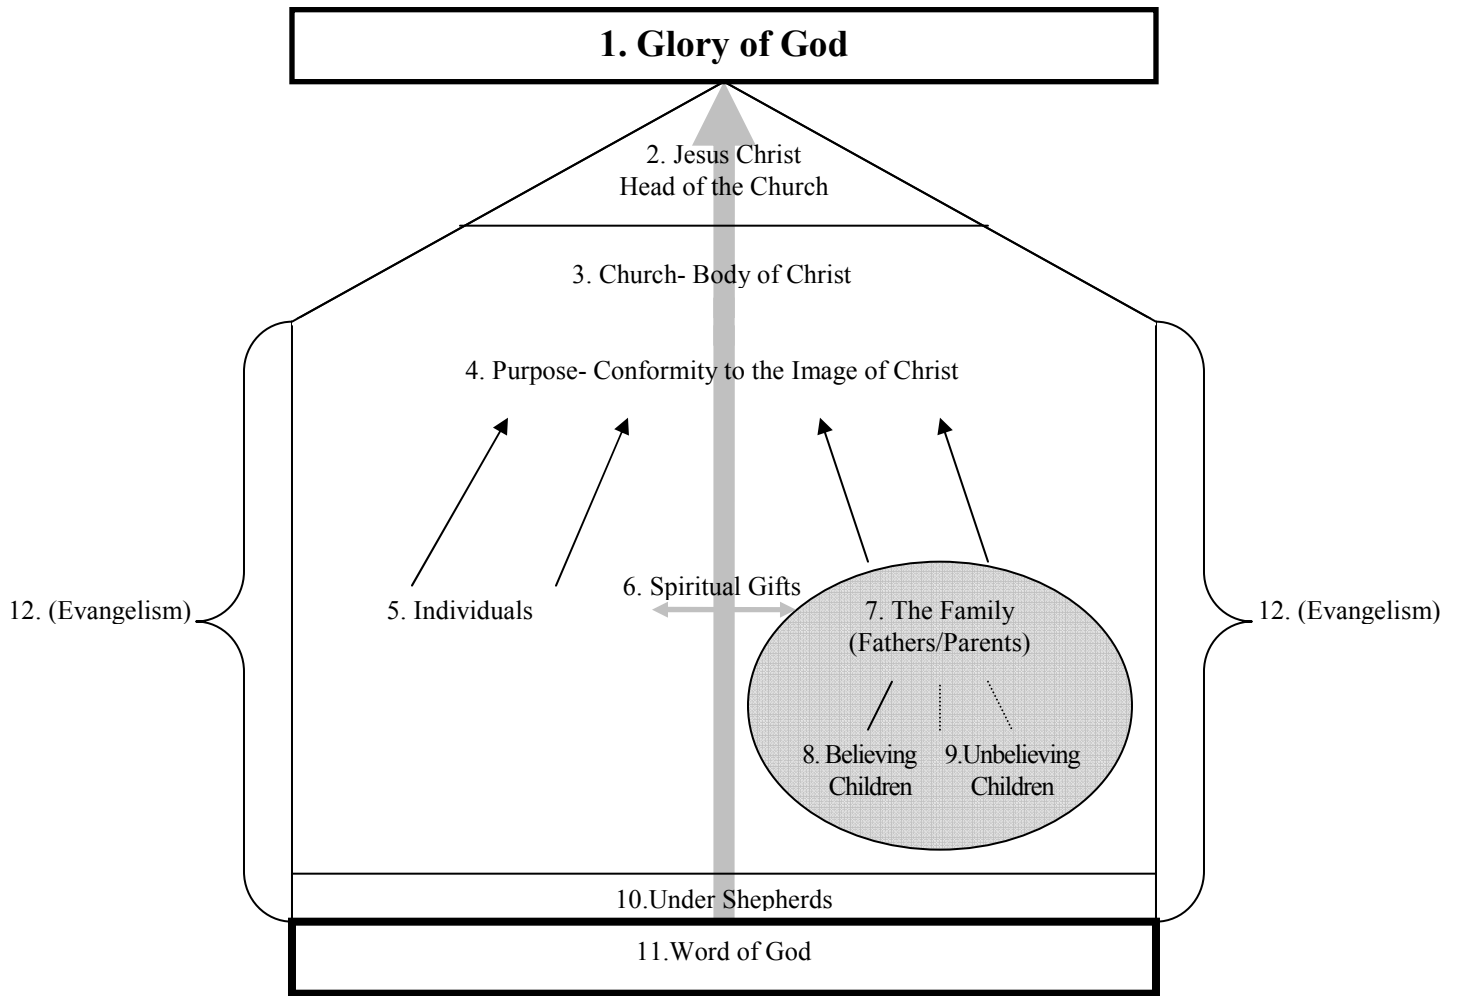 1. Glory of God
2. Jesus Christ
Head of the Church
3. Church- Body of Christ
4. Purpose- Conformity to the Image of Christ
6. Spiritual Gifts
12. (Evangelism)
5. Individuals
7. The Family
(Fathers/Parents)
12. (Evangelism)
8. Believing
Children
9.Unbelieving
Children
10.Under Shepherds
11.Word of God